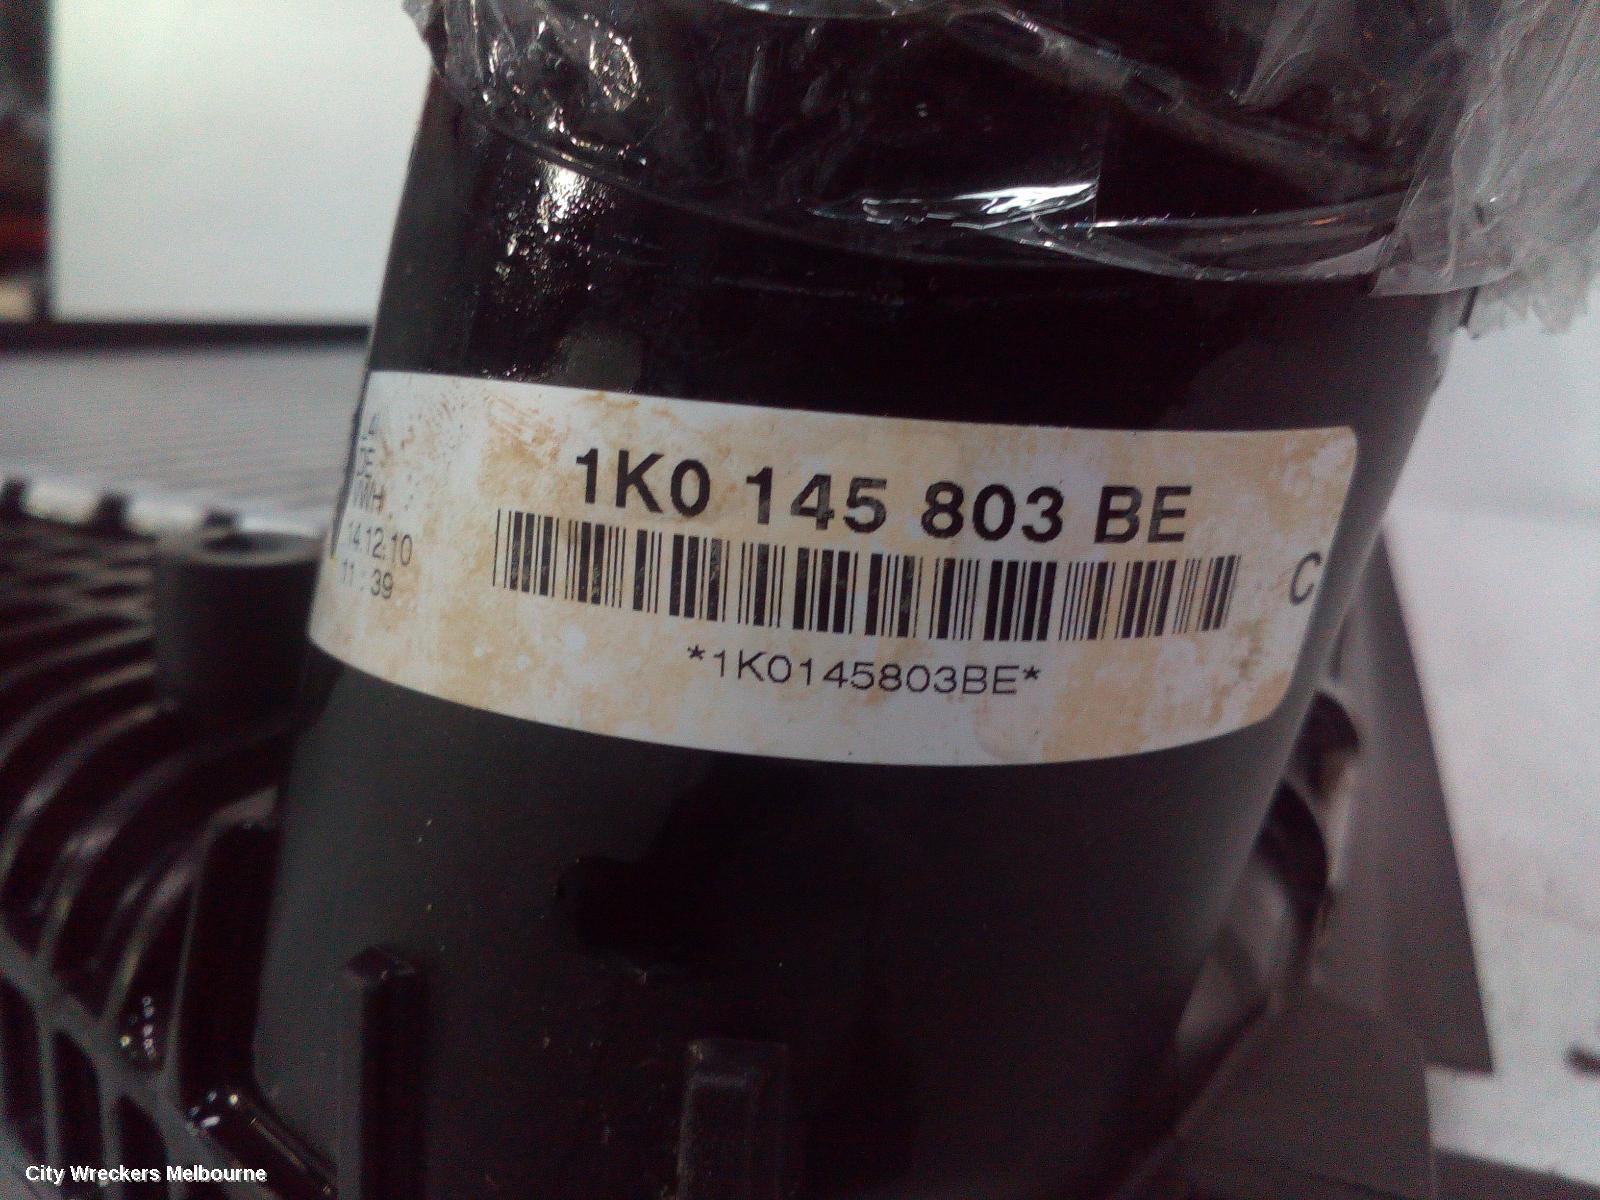 1K0 145 803 BE
*1K0145803BE*
14.12.10
11:39
C
City Wreckers Melbourne